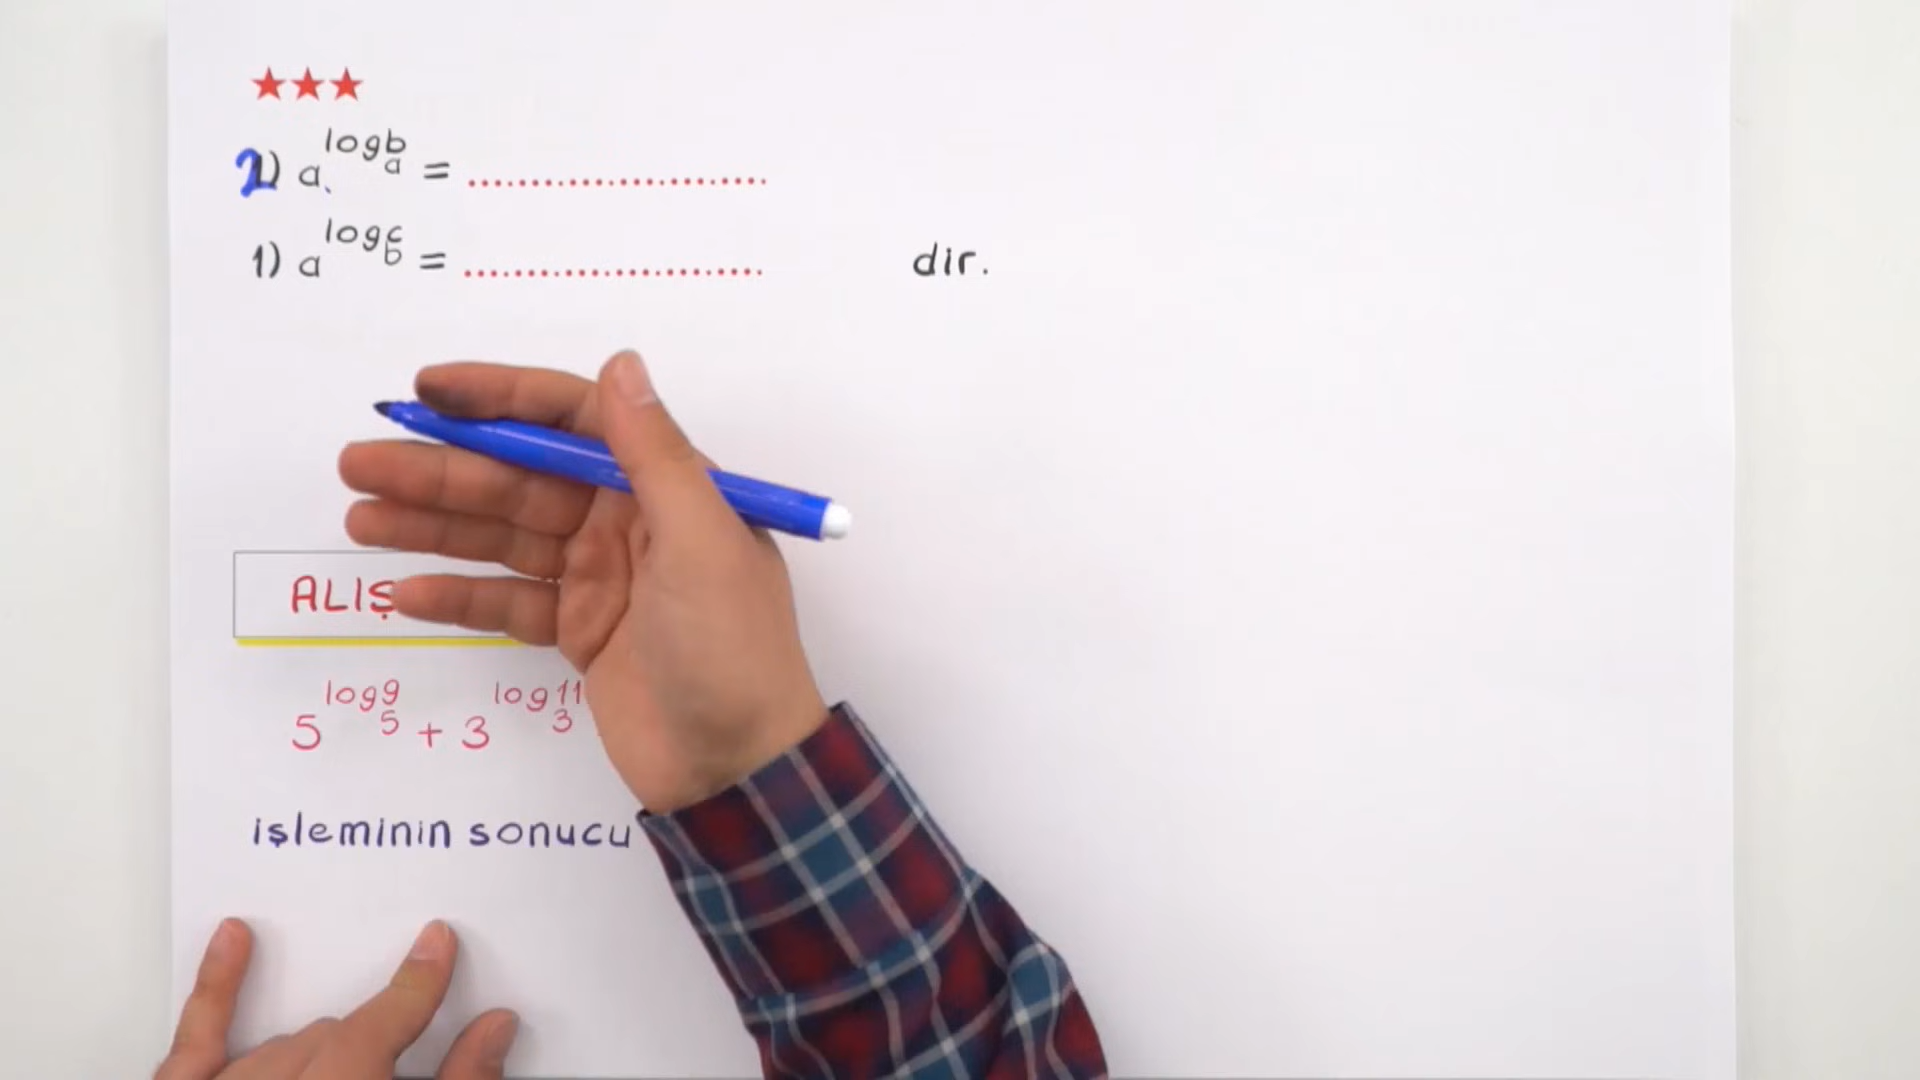 ★★★
2) a^log_a b = ........................
1) a^log_b c = ........................ dir.
ALIŞ
5^log_5 9 + 3^log_3 11
işleminin sonucu